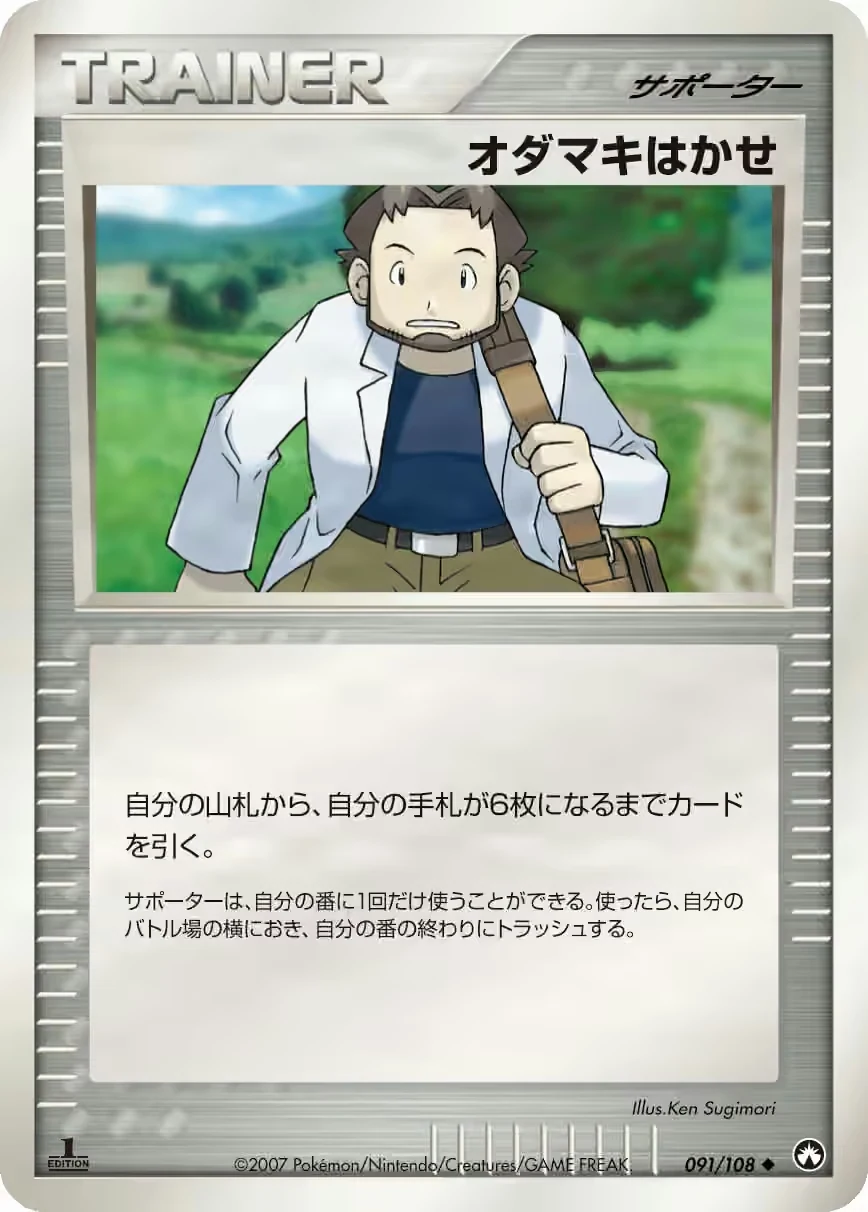 TRAINER
サポーター
オダマキはかせ
自分の山札から、自分の手札が6枚になるまでカード
を引く。
サポーターは、自分の番に1回だけ使うことができる。使ったら、自分の
バトル場の横におき、自分の番の終わりにトラッシュする。
Illus.Ken Sugimori
1
EDITION
©2007 Pokémon/Nintendo/Creatures/GAME FREAK.
091/108